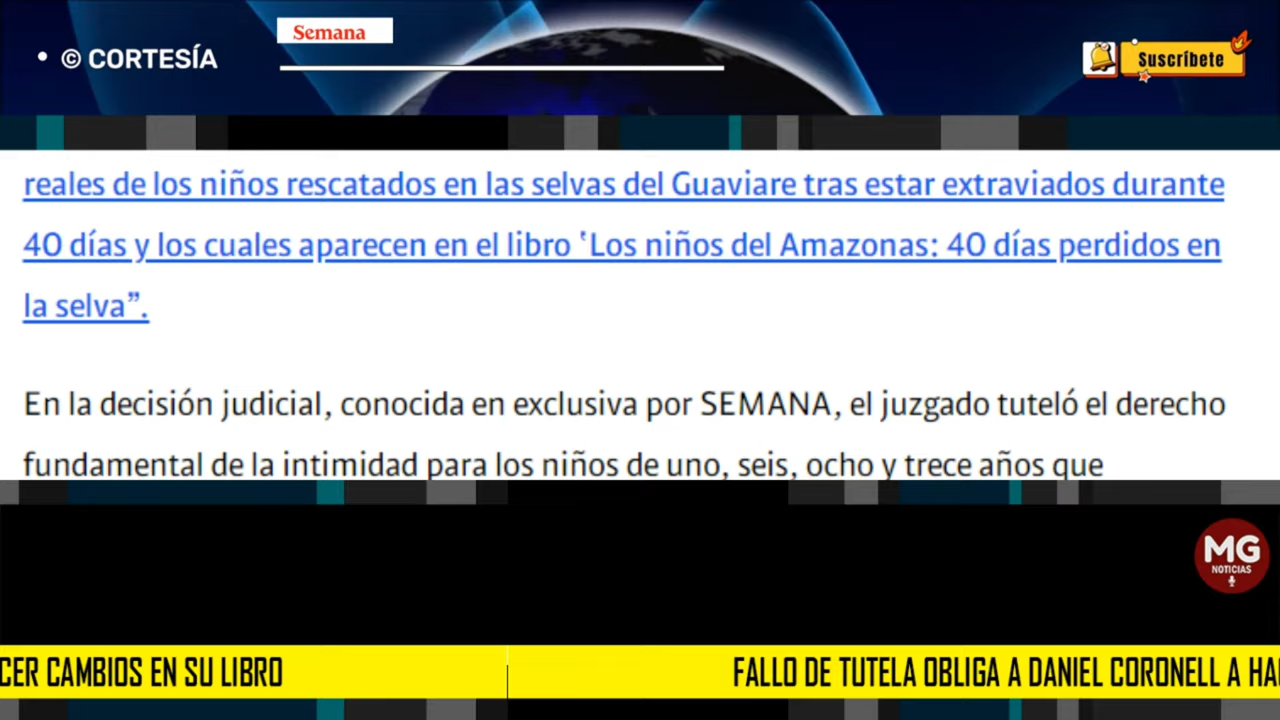 Semana
• © CORTESÍA
Suscríbete
reales de los niños rescatados en las selvas del Guaviare tras estar extraviados durante
40 días y los cuales aparecen en el libro ‛Los niños del Amazonas: 40 días perdidos en
la selva”.
En la decisión judicial, conocida en exclusiva por SEMANA, el juzgado tuteló el derecho
fundamental de la intimidad para los niños de uno, seis, ocho y trece años que
MG
NOTICIAS
CER CAMBIOS EN SU LIBRO
FALLO DE TUTELA OBLIGA A DANIEL CORONELL A HA